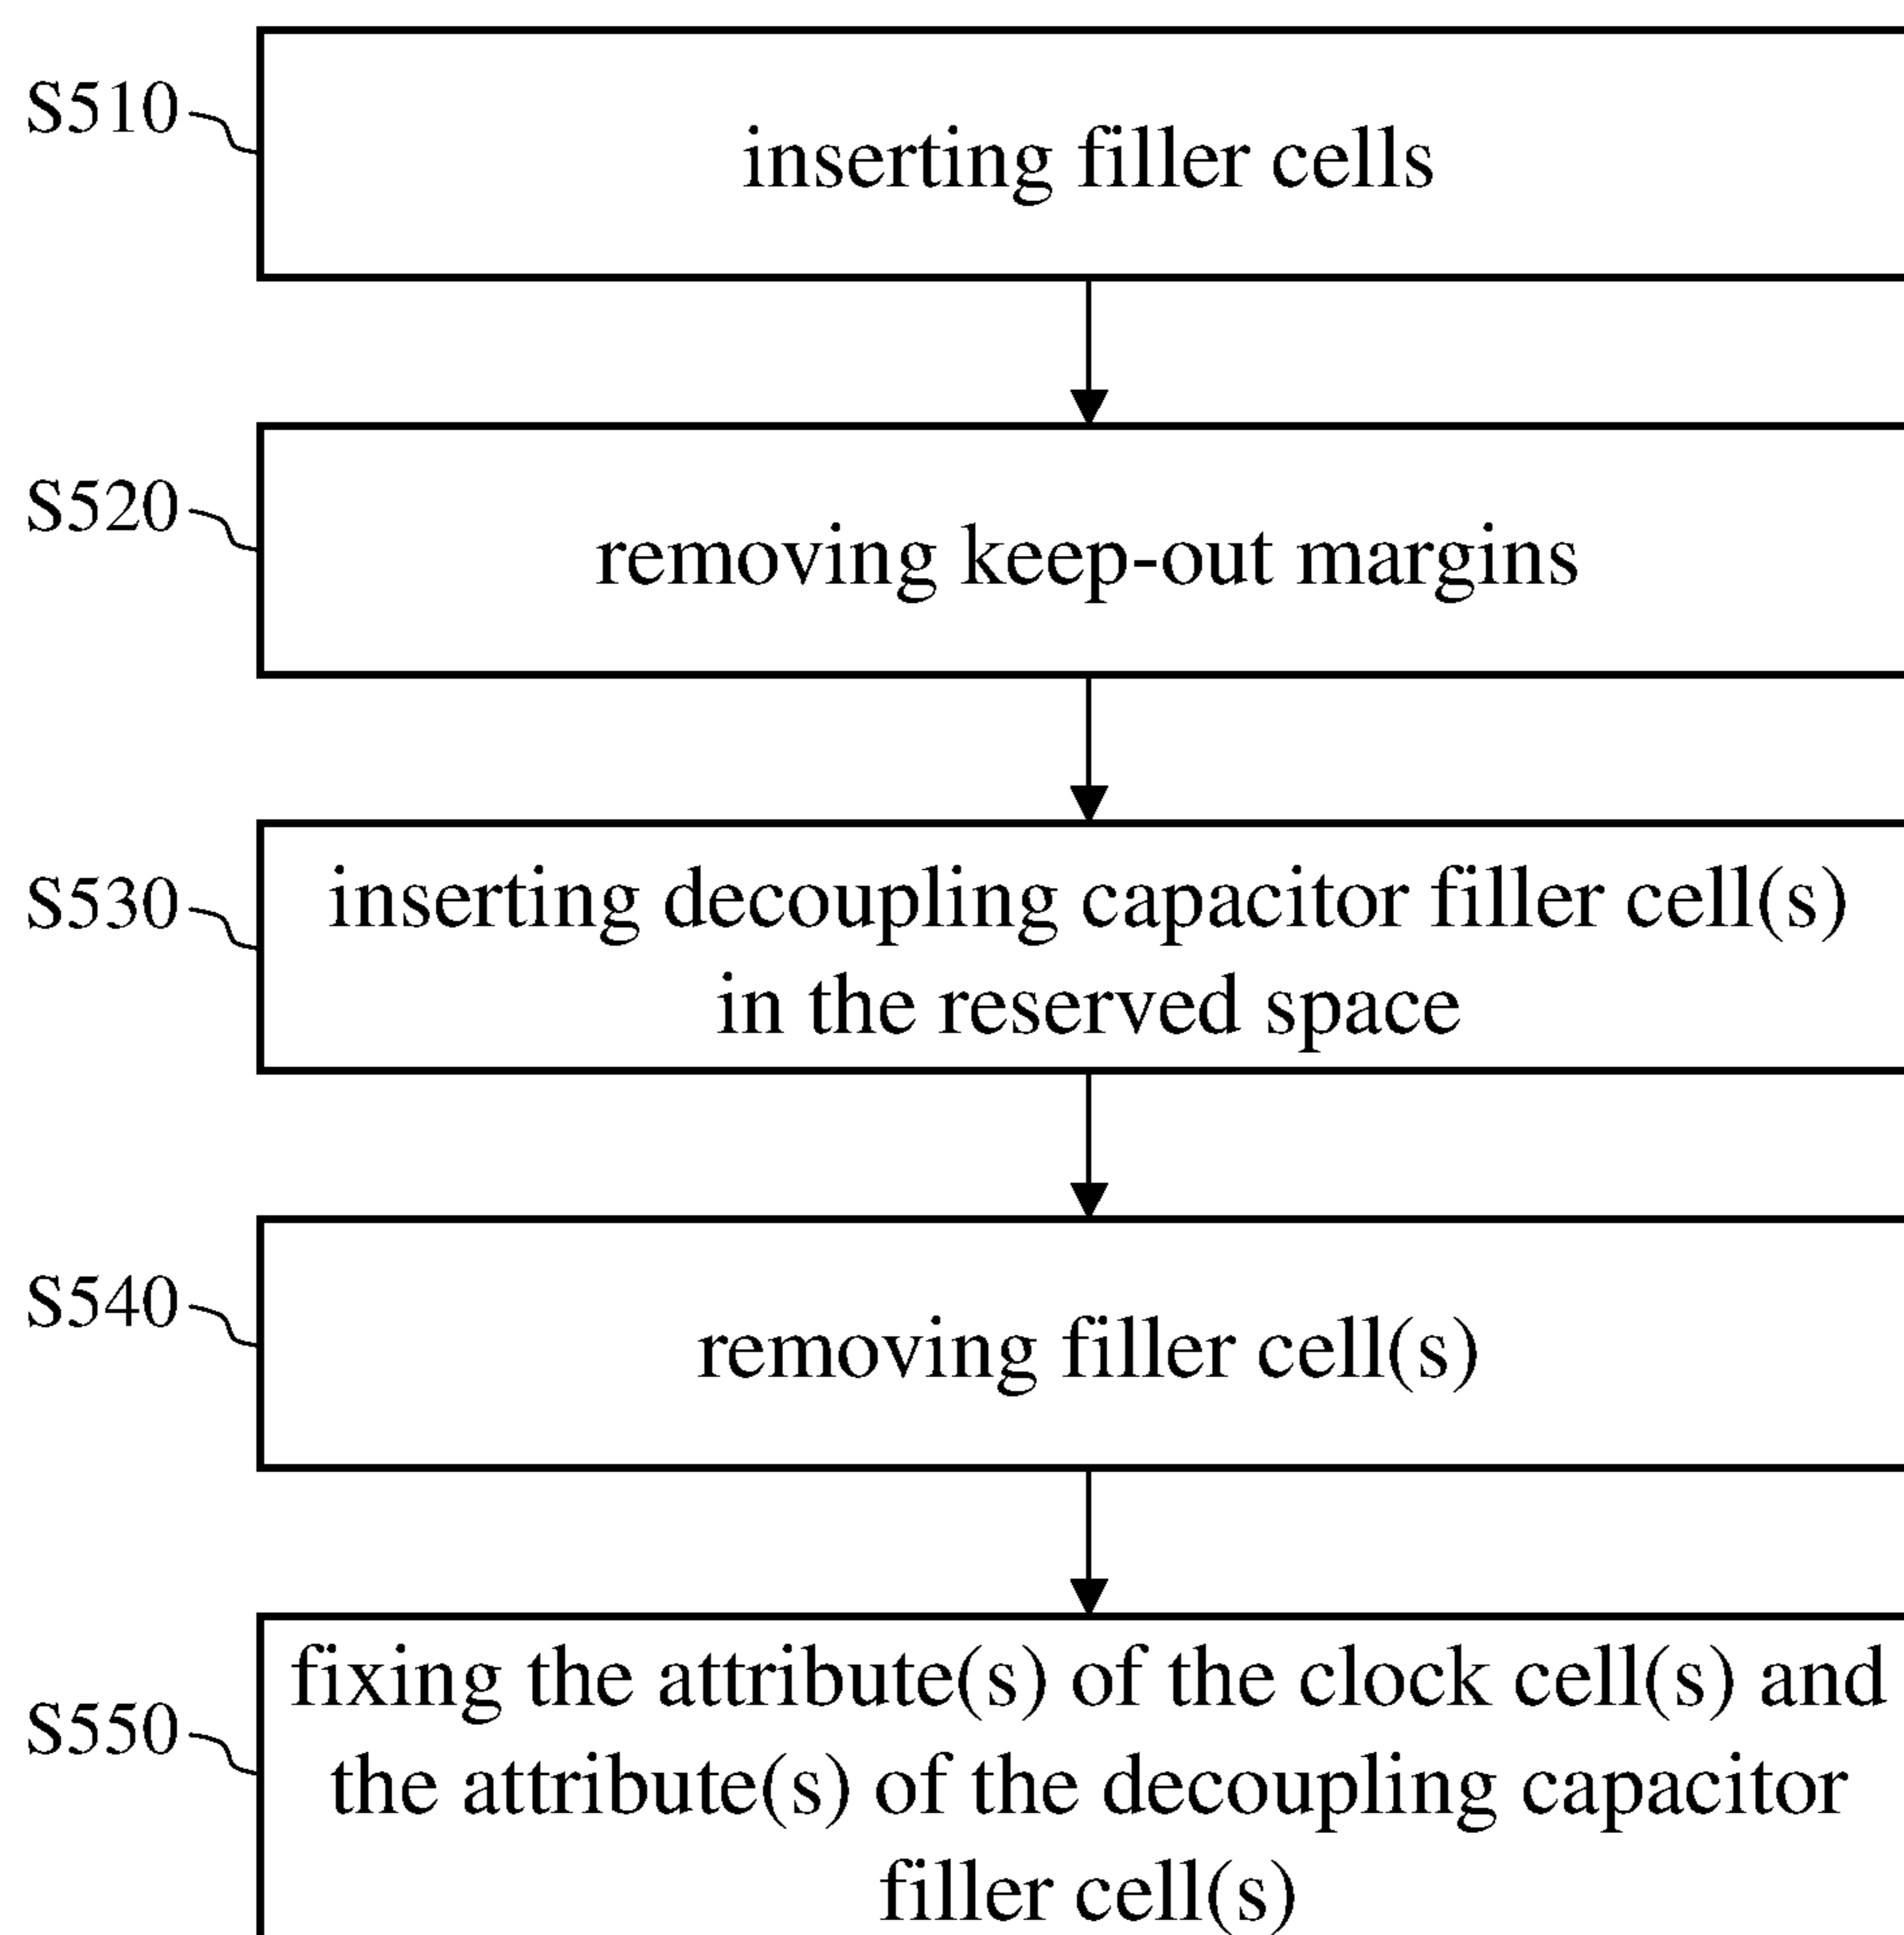 S510
inserting filler cells
S520
removing keep-out margins
S530
inserting decoupling capacitor filler cell(s)
in the reserved space
S540
removing filler cell(s)
S550
fixing the attribute(s) of the clock cell(s) and
the attribute(s) of the decoupling capacitor
filler cell(s)